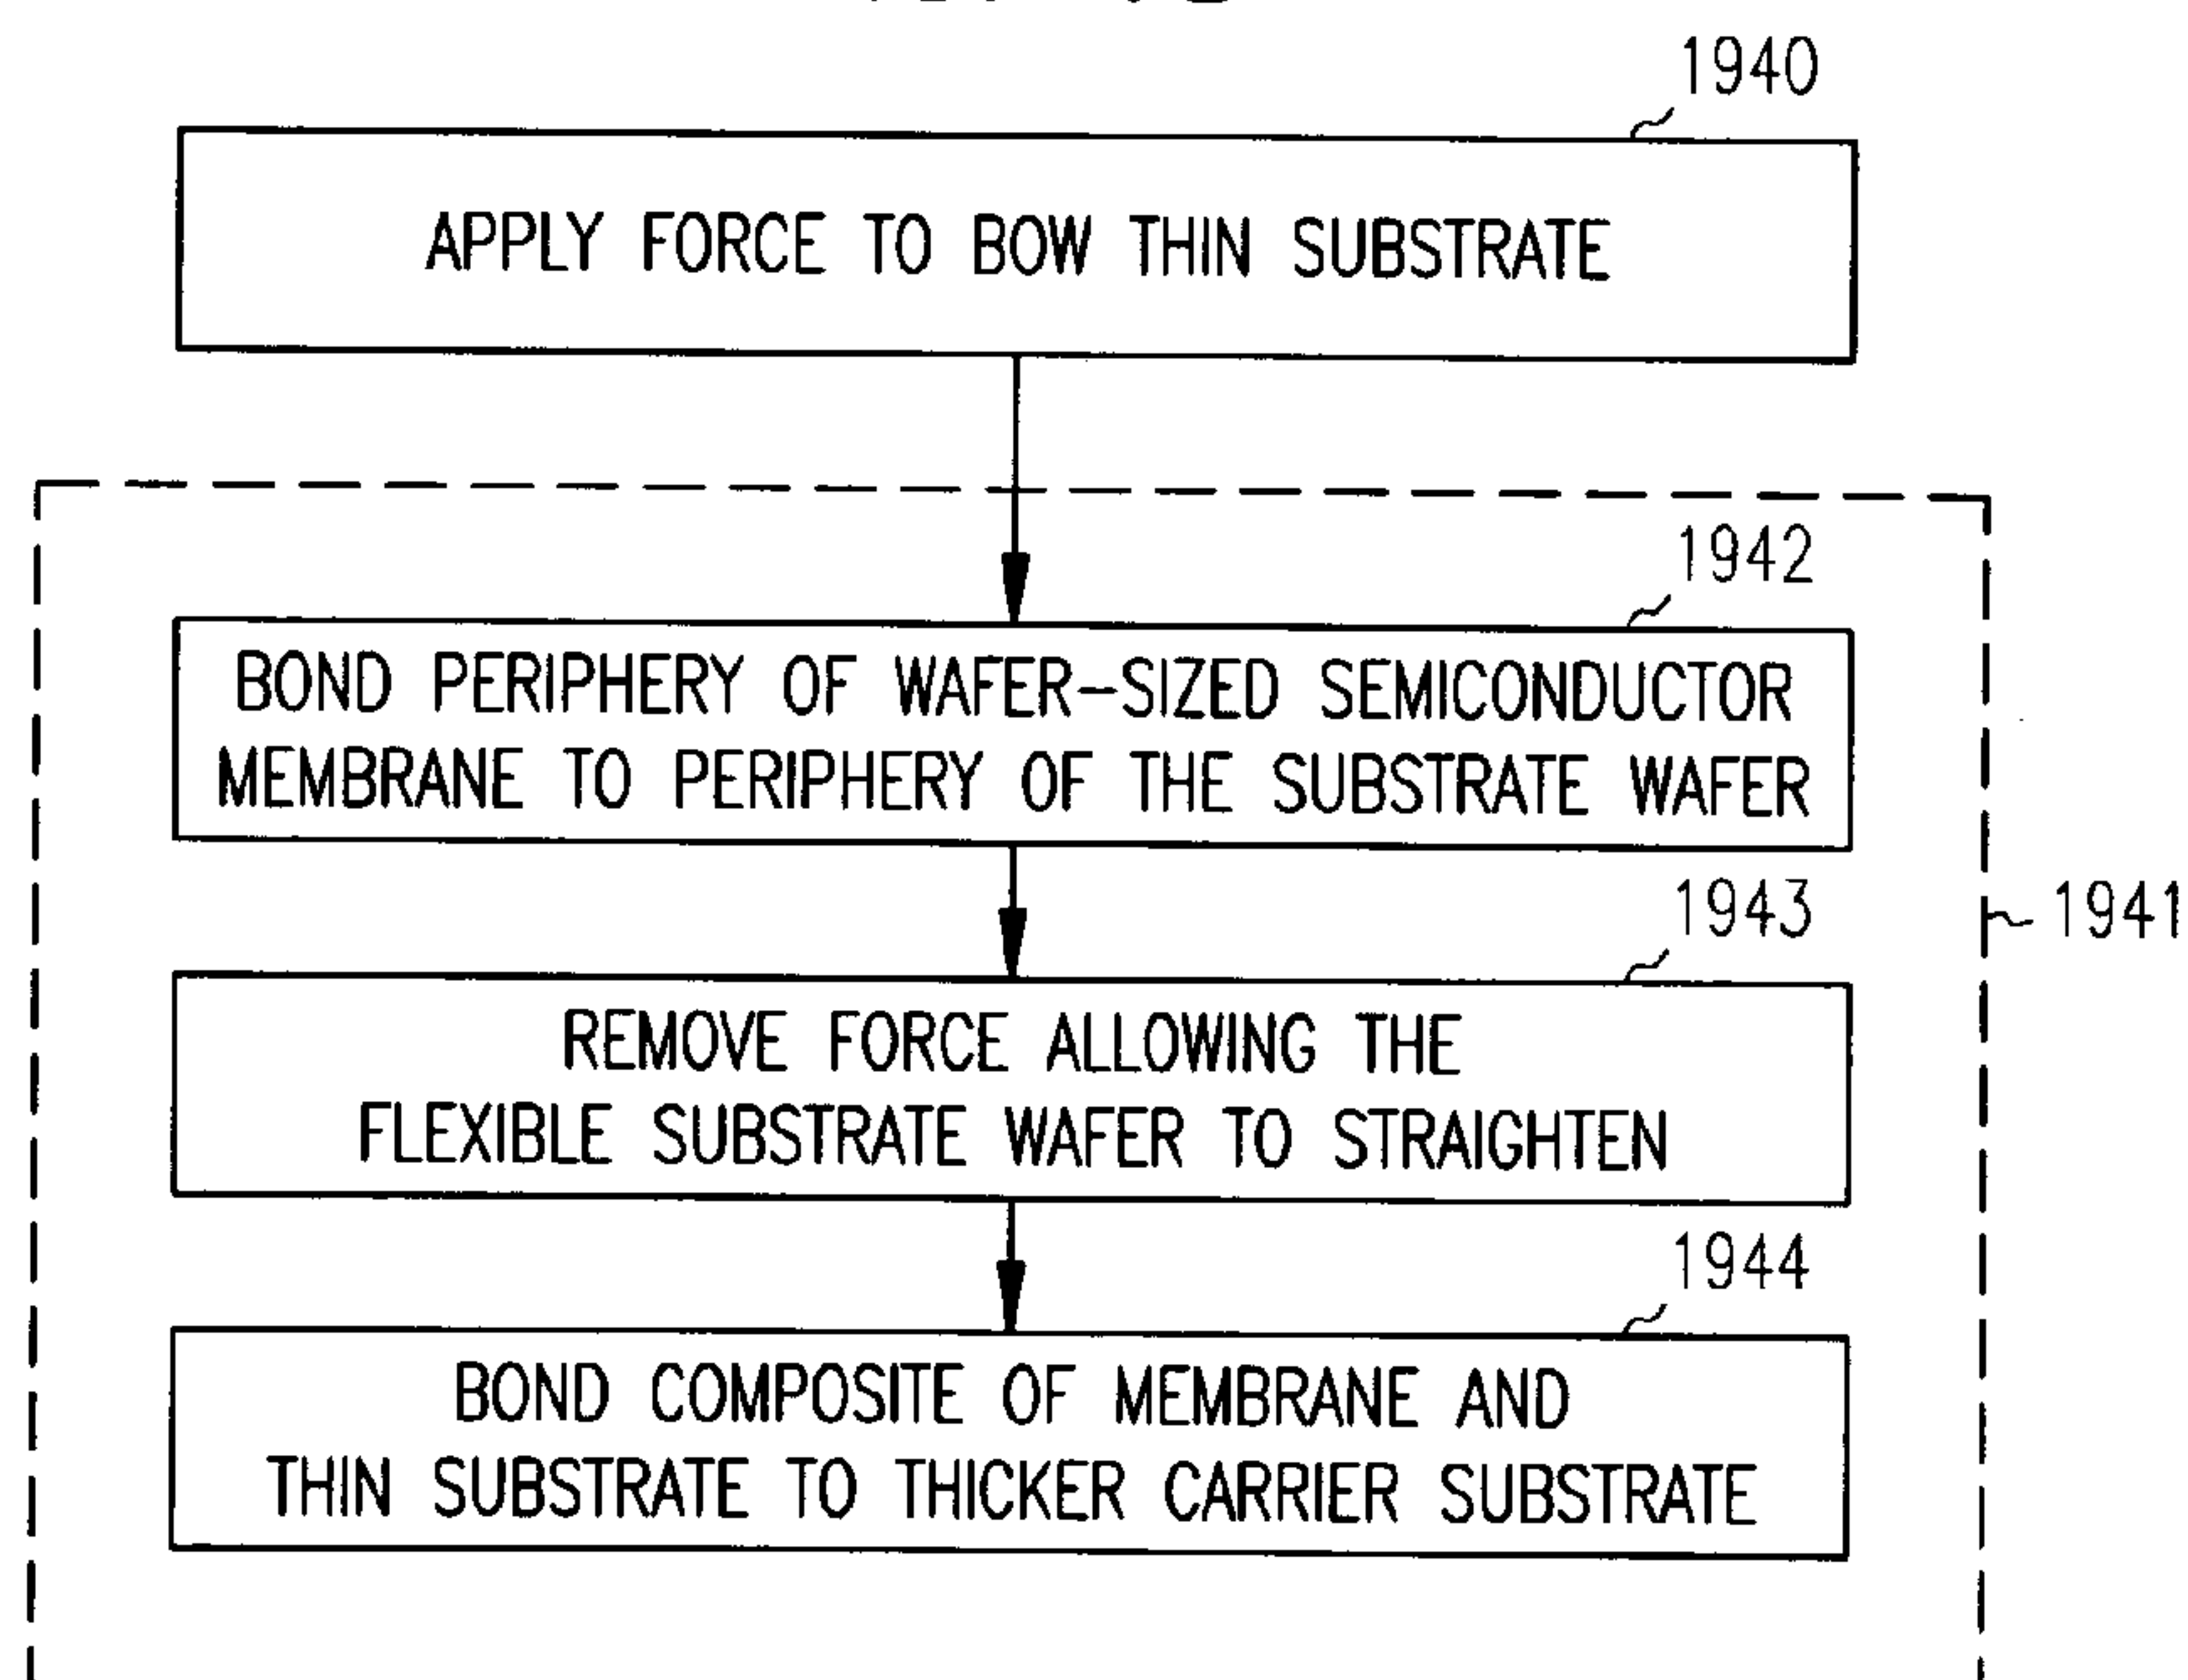 1940
APPLY FORCE TO BOW THIN SUBSTRATE
1942
BOND PERIPHERY OF WAFER-SIZED SEMICONDUCTOR
MEMBRANE TO PERIPHERY OF THE SUBSTRATE WAFER
1943
1941
REMOVE FORCE ALLOWING THE
FLEXIBLE SUBSTRATE WAFER TO STRAIGHTEN
1944
BOND COMPOSITE OF MEMBRANE AND
THIN SUBSTRATE TO THICKER CARRIER SUBSTRATE